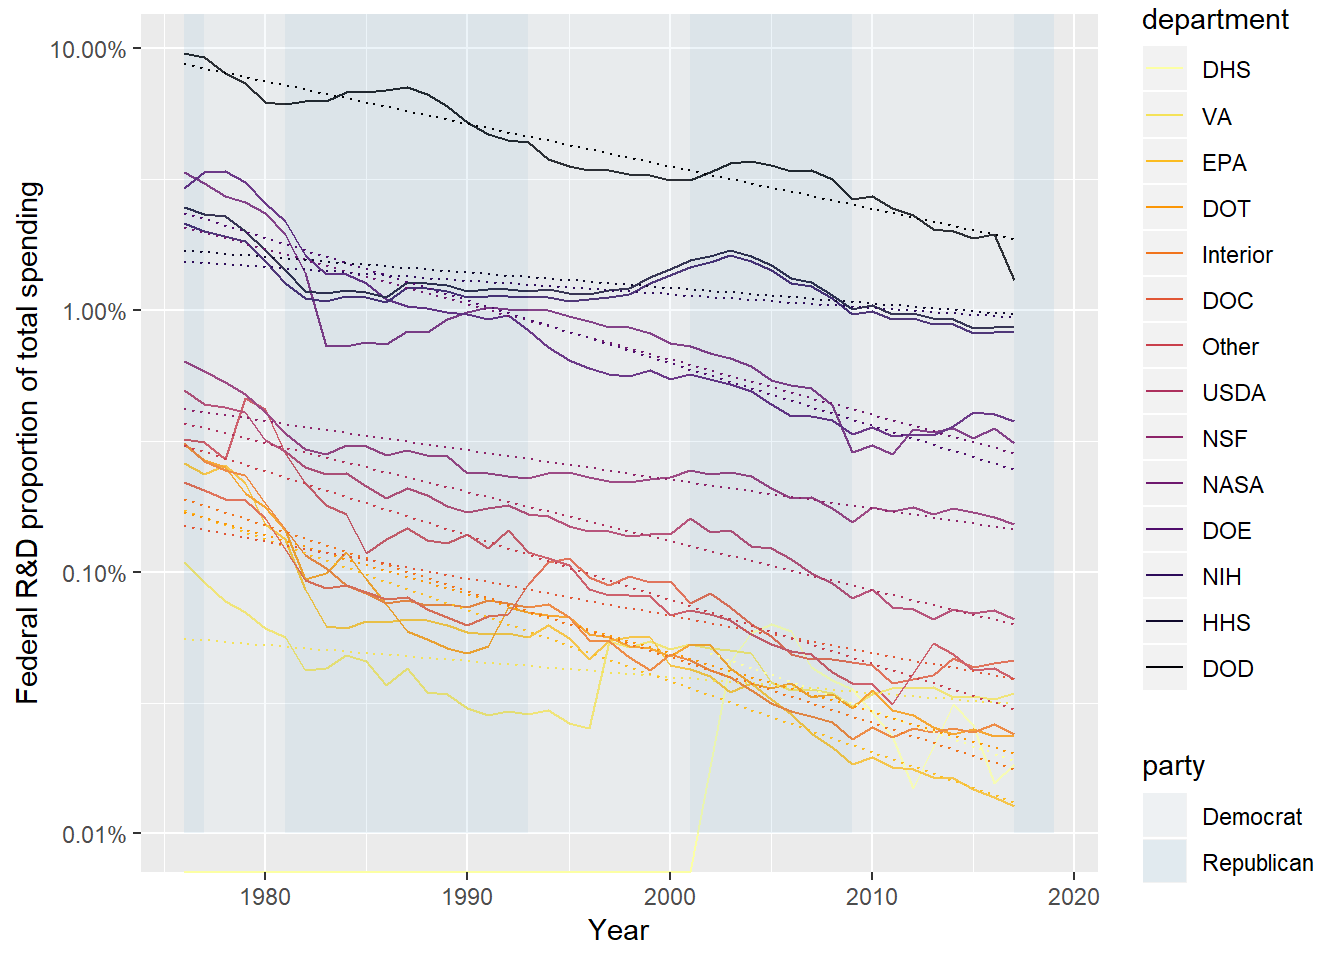 Federal R&D proportion of total spending
10.00%
1.00%
0.10%
0.01%
1980
1990
2000
2010
2020
Year
department
DHS
VA
EPA
DOT
Interior
DOC
Other
USDA
NSF
NASA
DOE
NIH
HHS
DOD
party
Democrat
Republican